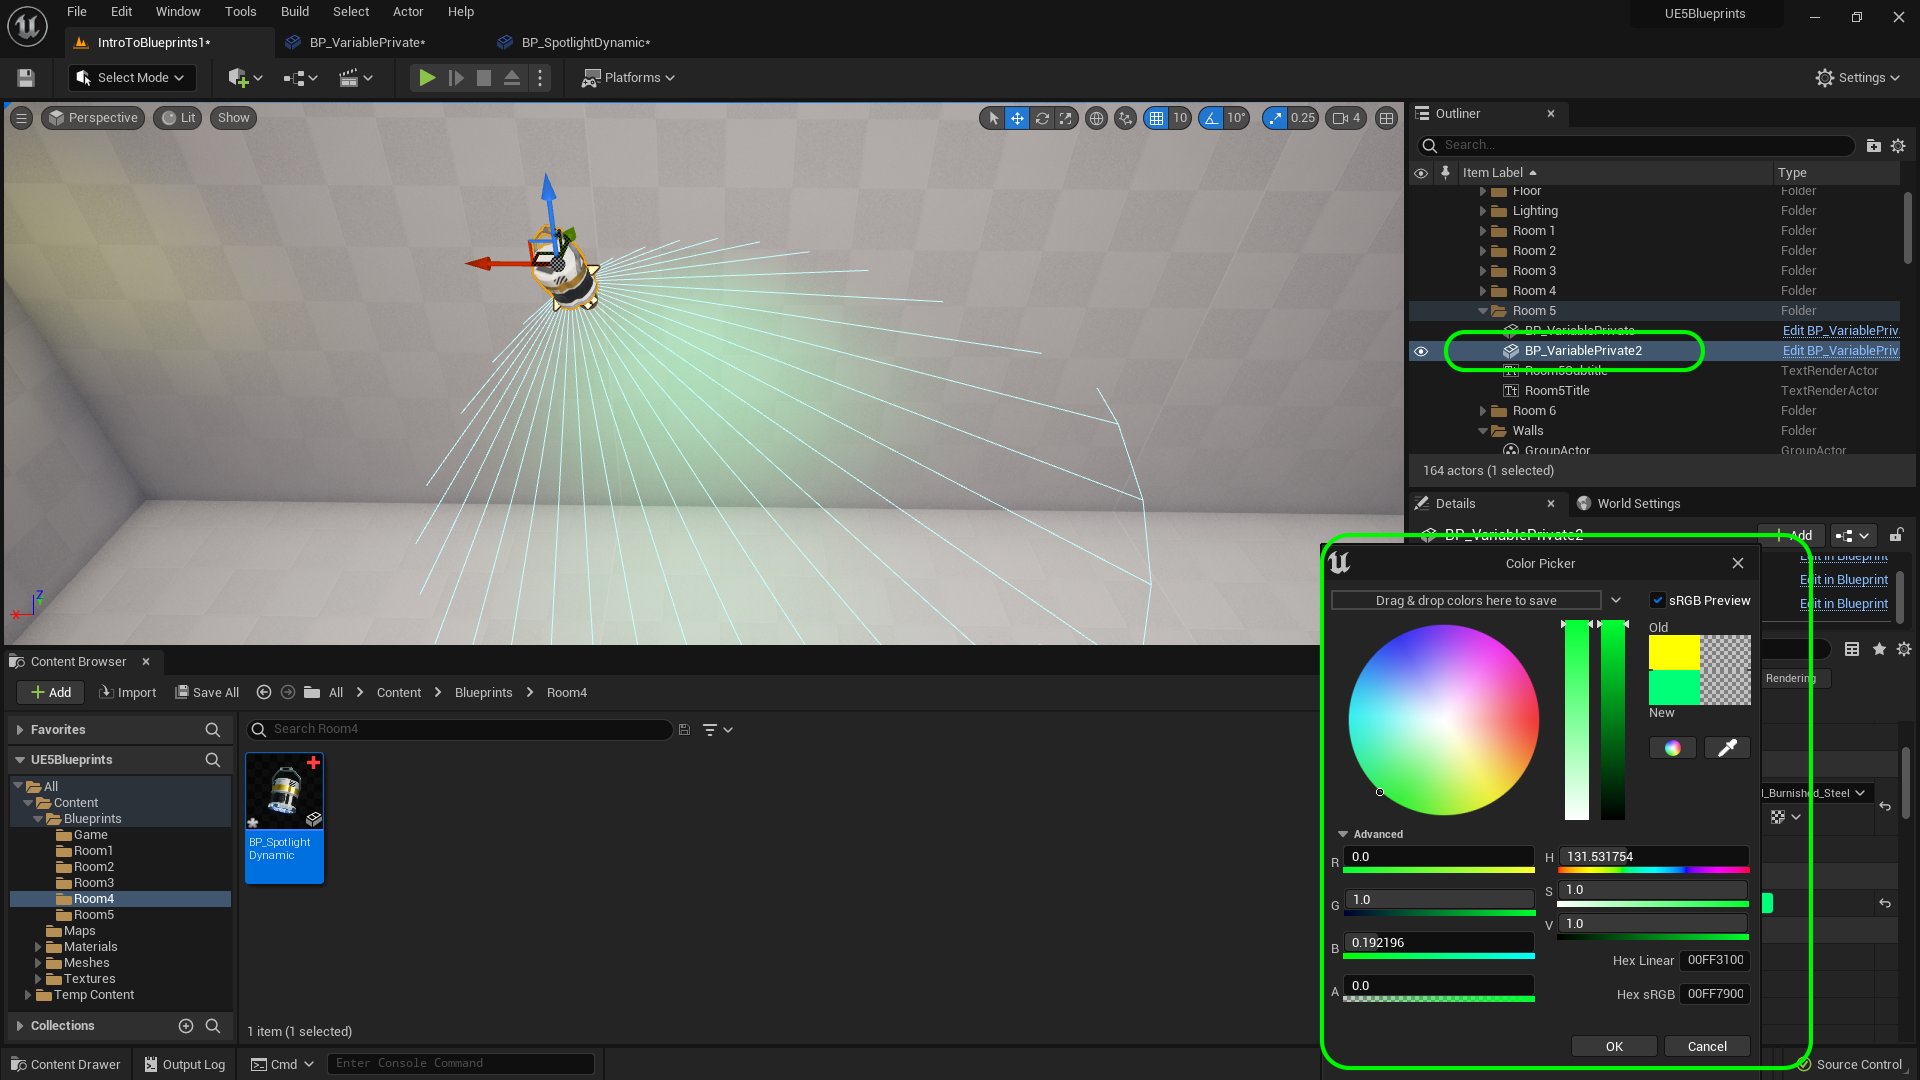 File Edit Window Tools Build Select Actor Help
UE5Blueprints
IntroToBlueprints1*
BP_VariablePrivate*
BP_SpotlightDynamic*
Select Mode
Platforms
Settings
Perspective
Lit
Show
10
10°
0.25
4
Outliner
Search...
Item Label
Type
Floor
Folder
Lighting
Folder
Room 1
Folder
Room 2
Folder
Room 3
Folder
Room 4
Folder
Room 5
Folder
BP_VariablePrivate
Edit BP_VariablePriv
BP_VariablePrivate2
Edit BP_VariablePriv
Room5Subtitle
TextRenderActor
Tt
Room5Title
TextRenderActor
Room 6
Folder
Walls
Folder
GroupActor
GroupActor
164 actors (1 selected)
Details
World Settings
BP_VariablePrivate2
Add
Edit in Blueprint
Edit in Blueprint
Edit in Blueprint
Rendering
l_Burnished_Steel
Color Picker
Drag & drop colors here to save
sRGB Preview
Old
New
Advanced
R 0.0
H 131.531754
G 1.0
S 1.0
B 0.192196
V 1.0
A 0.0
Hex Linear 00FF3100
Hex sRGB 00FF7900
OK
Cancel
Z
X
Content Browser
Add
Import
Save All
All
Content
Blueprints
Room4
Favorites
Search Room4
UE5Blueprints
All
Content
Blueprints
Game
Room1
Room2
Room3
Room4
Room5
Maps
Materials
Meshes
Textures
Temp Content
Collections
BP_Spotlight
Dynamic
1 item (1 selected)
Content Drawer
Output Log
Cmd
Enter Console Command
Source Control